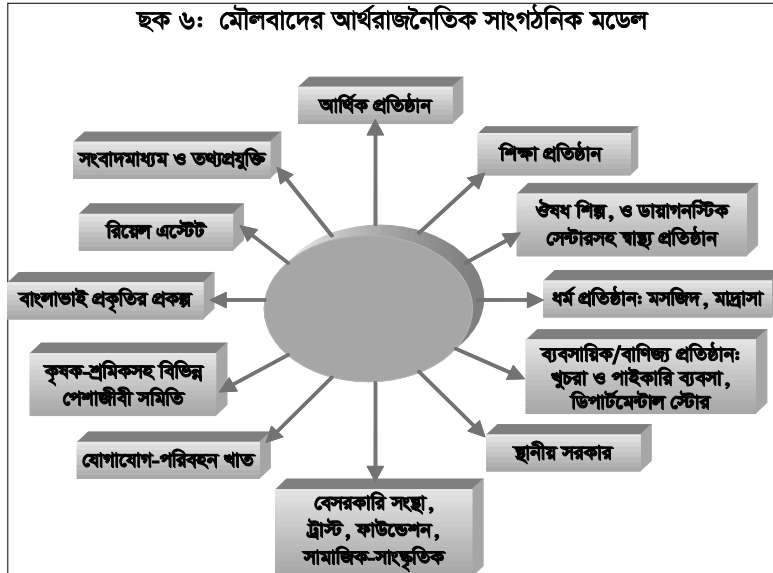 ছক ৬: মৌলবাদের আর্থরাজনৈতিক সাংগঠনিক মডেল
আর্থিক প্রতিষ্ঠান
সংবাদমাধ্যম ও তথ্যপ্রযুক্তি
শিক্ষা প্রতিষ্ঠান
রিয়েল এস্টেট
ঔষধ শিল্প, ও ডায়াগনস্টিক
সেন্টারসহ স্বাস্থ্য প্রতিষ্ঠান
বাংলাভাই প্রকৃতির প্রকল্প
ধর্ম প্রতিষ্ঠান: মসজিদ, মাদ্রাসা
কৃষক-শ্রমিকসহ বিভিন্ন
পেশাজীবী সমিতি
ব্যবসায়িক/বাণিজ্য প্রতিষ্ঠান:
খুচরা ও পাইকারি ব্যবসা,
ডিপার্টমেন্টাল স্টোর
যোগাযোগ-পরিবহন খাত
স্থানীয় সরকার
বেসরকারি সংস্থা,
ট্রাস্ট, ফাউন্ডেশন,
সামাজিক-সাংস্কৃতিক